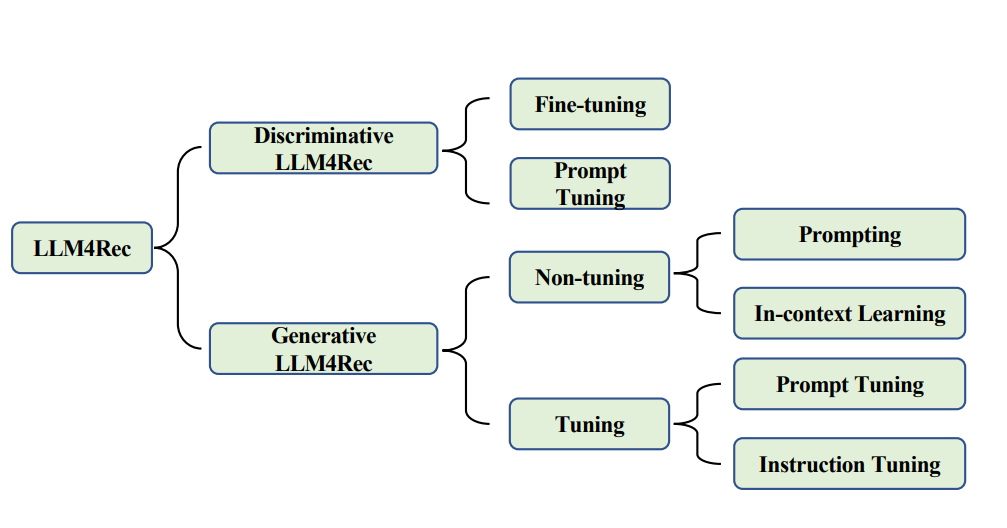 LLM4Rec
Discriminative
LLM4Rec
Fine-tuning
Prompt
Tuning
Generative
LLM4Rec
Non-tuning
Prompting
In-context Learning
Tuning
Prompt Tuning
Instruction Tuning